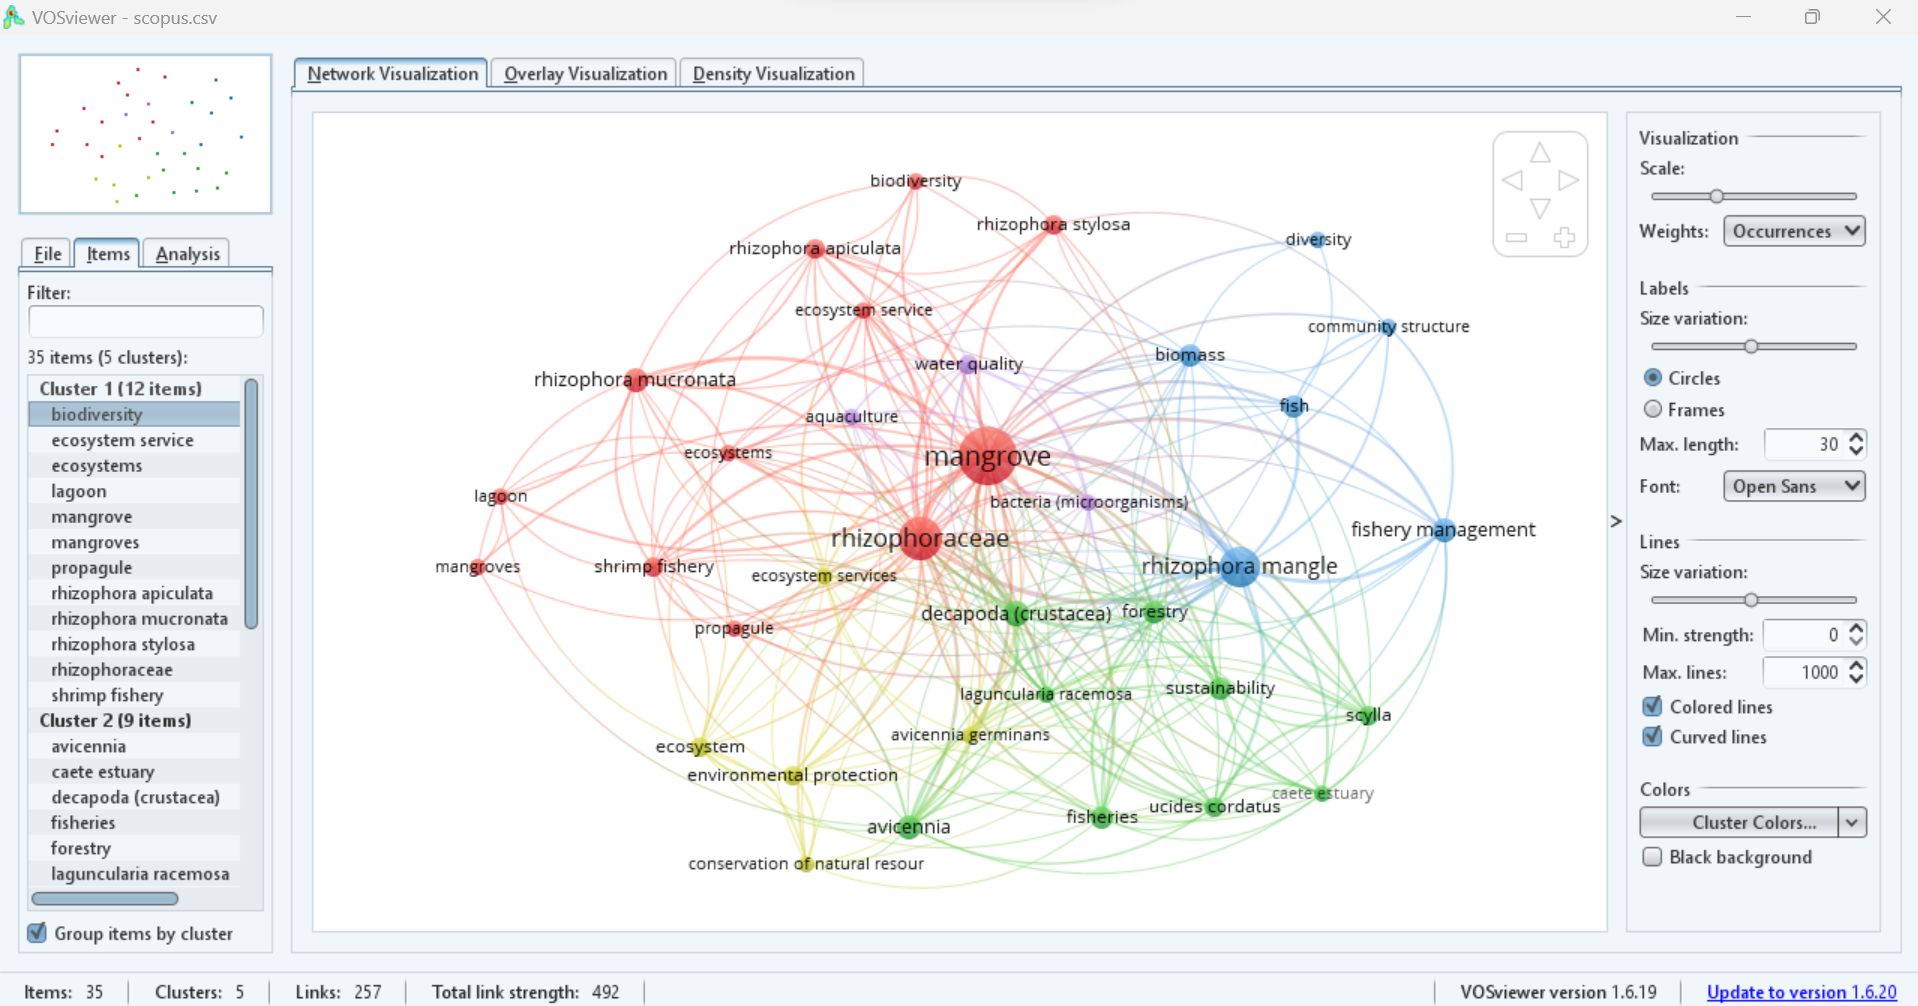 VOSviewer - scopus.csv
Network Visualization
Overlay Visualization
Density Visualization
File
Items
Analysis
Filter:
35 items (5 clusters):
Cluster 1 (12 items)
biodiversity
ecosystem service
ecosystems
lagoon
mangrove
mangroves
propagule
rhizophora apiculata
rhizophora mucronata
rhizophora stylosa
rhizophoraceae
shrimp fishery
Cluster 2 (9 items)
avicennia
caete estuary
decapoda (crustacea)
fisheries
forestry
laguncularia racemosa
Group items by cluster
biodiversity
rhizophora stylosa
diversity
rhizophora apiculata
ecosystem service
community structure
biomass
water quality
rhizophora mucronata
fish
aquaculture
ecosystems
mangrove
lagoon
bacteria (microorganisms)
fishery management
rhizophoraceae
mangroves
shrimp fishery
rhizophora mangle
ecosystem services
decapoda (crustacea)
forestry
propagule
laguncularia racemosa
sustainability
scylla
avicennia germinans
ecosystem
environmental protection
caete estuary
ucides cordatus
fisheries
avicennia
conservation of natural resour
>
Visualization
Scale:
Weights: Occurrences
Labels
Size variation:
Circles
Frames
Max. length: 30
Font: Open Sans
Lines
Size variation:
Min. strength: 0
Max. lines: 1000
Colored lines
Curved lines
Colors
Cluster Colors...
Black background
Items: 35
Clusters: 5
Links: 257
Total link strength: 492
VOSviewer version 1.6.19
Update to version 1.6.20